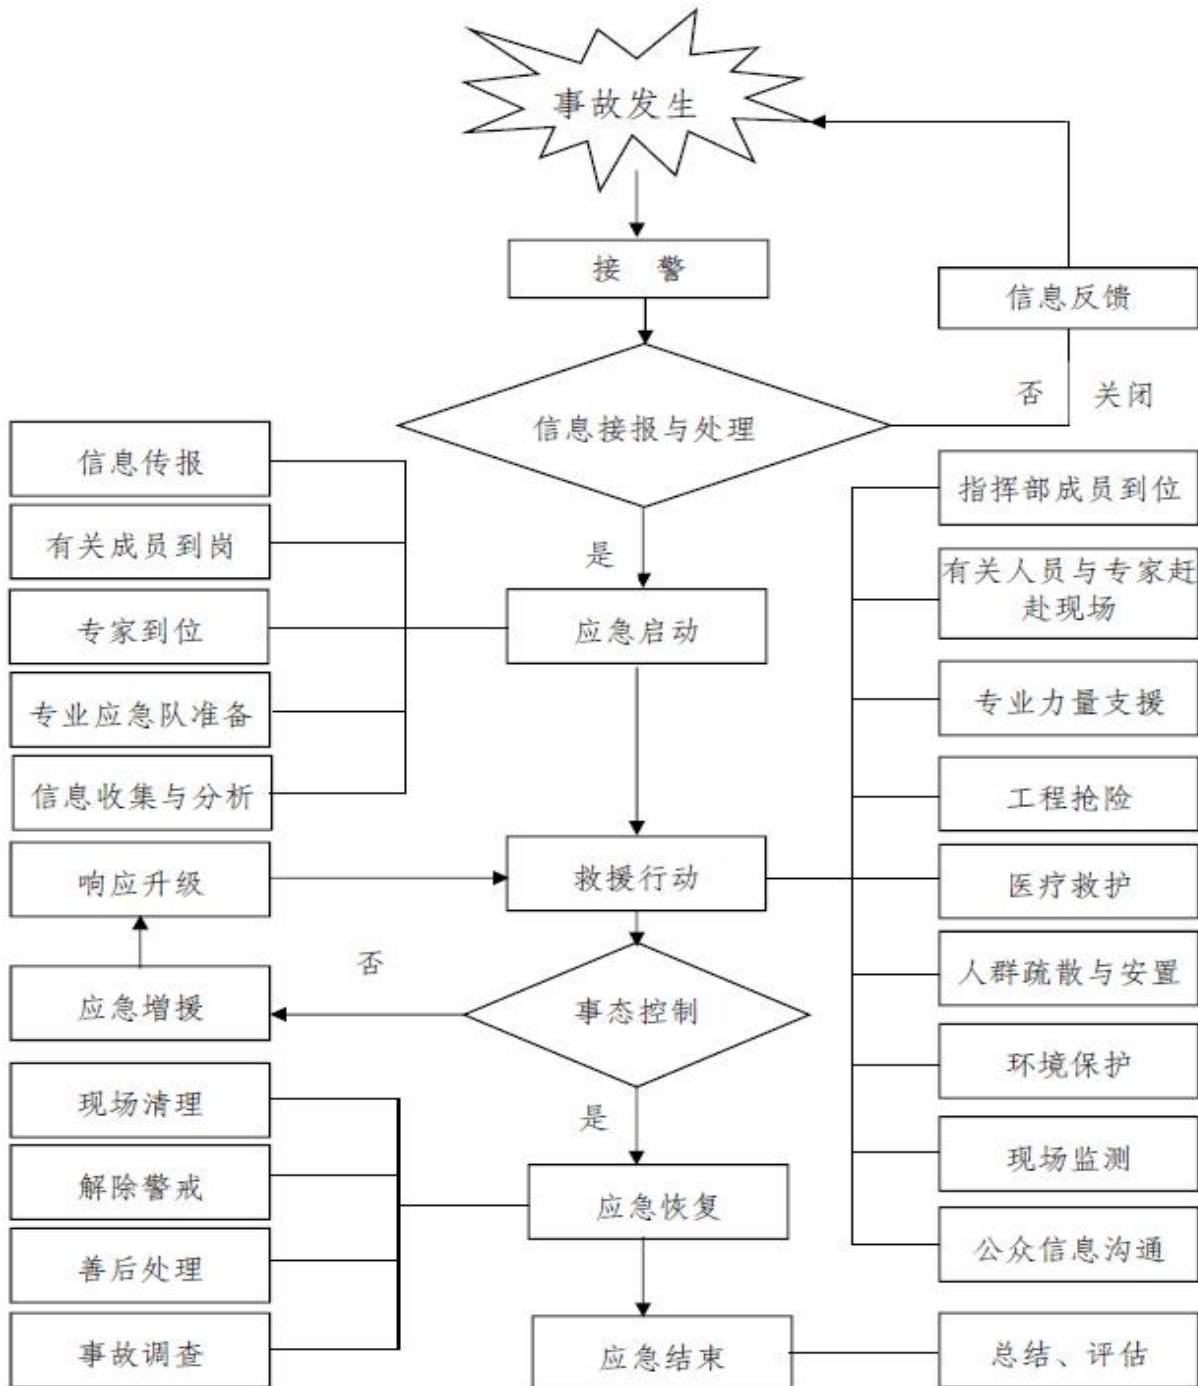 事故发生
接 警
信息反馈
否 关闭
信息接报与处理
信息传报
指挥部成员到位
有关成员到岗
是
有关人员与专家赶
赴现场
专家到位
应急启动
专业应急队准备
专业力量支援
信息收集与分析
工程抢险
响应升级
救援行动
医疗救护
否
人群疏散与安置
应急增援
事态控制
环境保护
现场清理
是
现场监测
解除警戒
应急恢复
公众信息沟通
善后处理
事故调查
应急结束
总结、评估